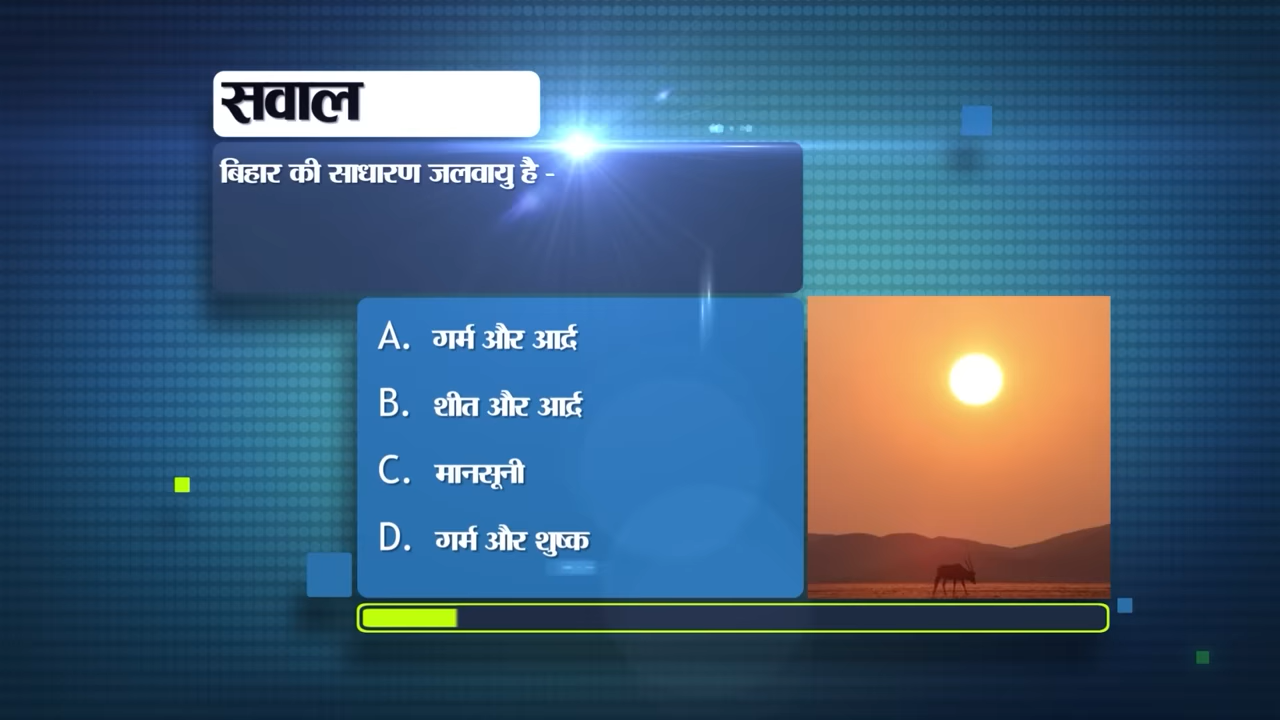 सवाल
बिहार की साधारण जलवायु है -
A. गर्म और आर्द्र
B. शीत और आर्द्र
C. मानसूनी
D. गर्म और शुष्क